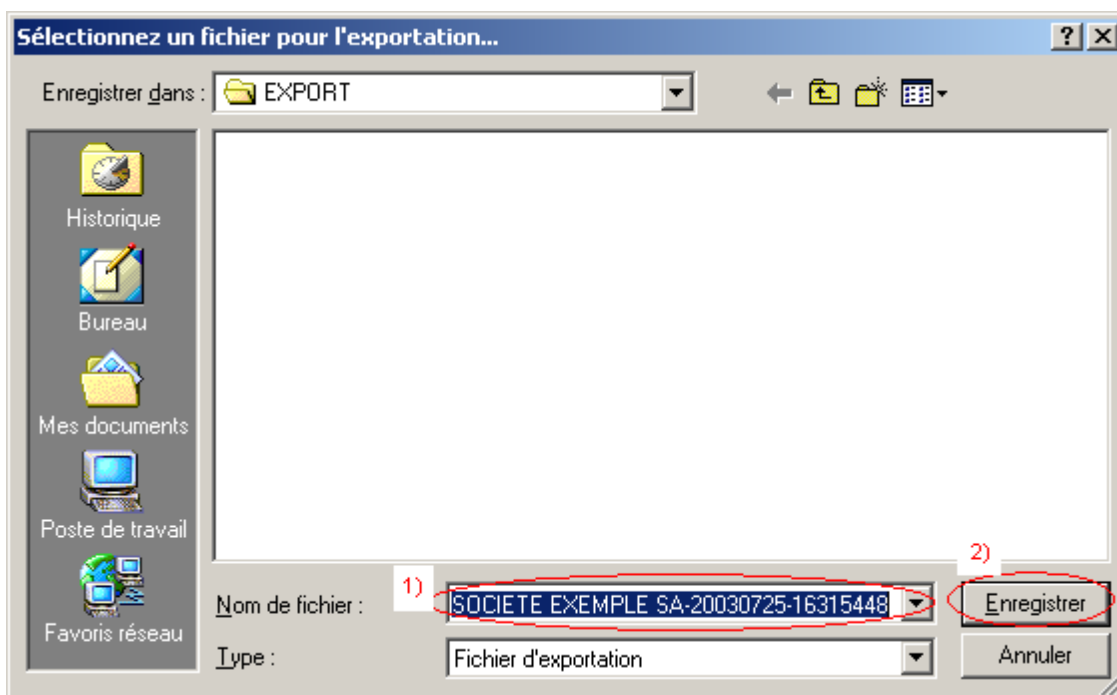 Sélectionnez un fichier pour l'exportation...
Enregistrer dans : EXPORT
Historique
Bureau
Mes documents
Poste de travail
Favoris réseau
1)
2)
Nom de fichier : SOCIETE EXEMPLE SA-20030725-16315448 Enregistrer
Type : Fichier d'exportation Annuler